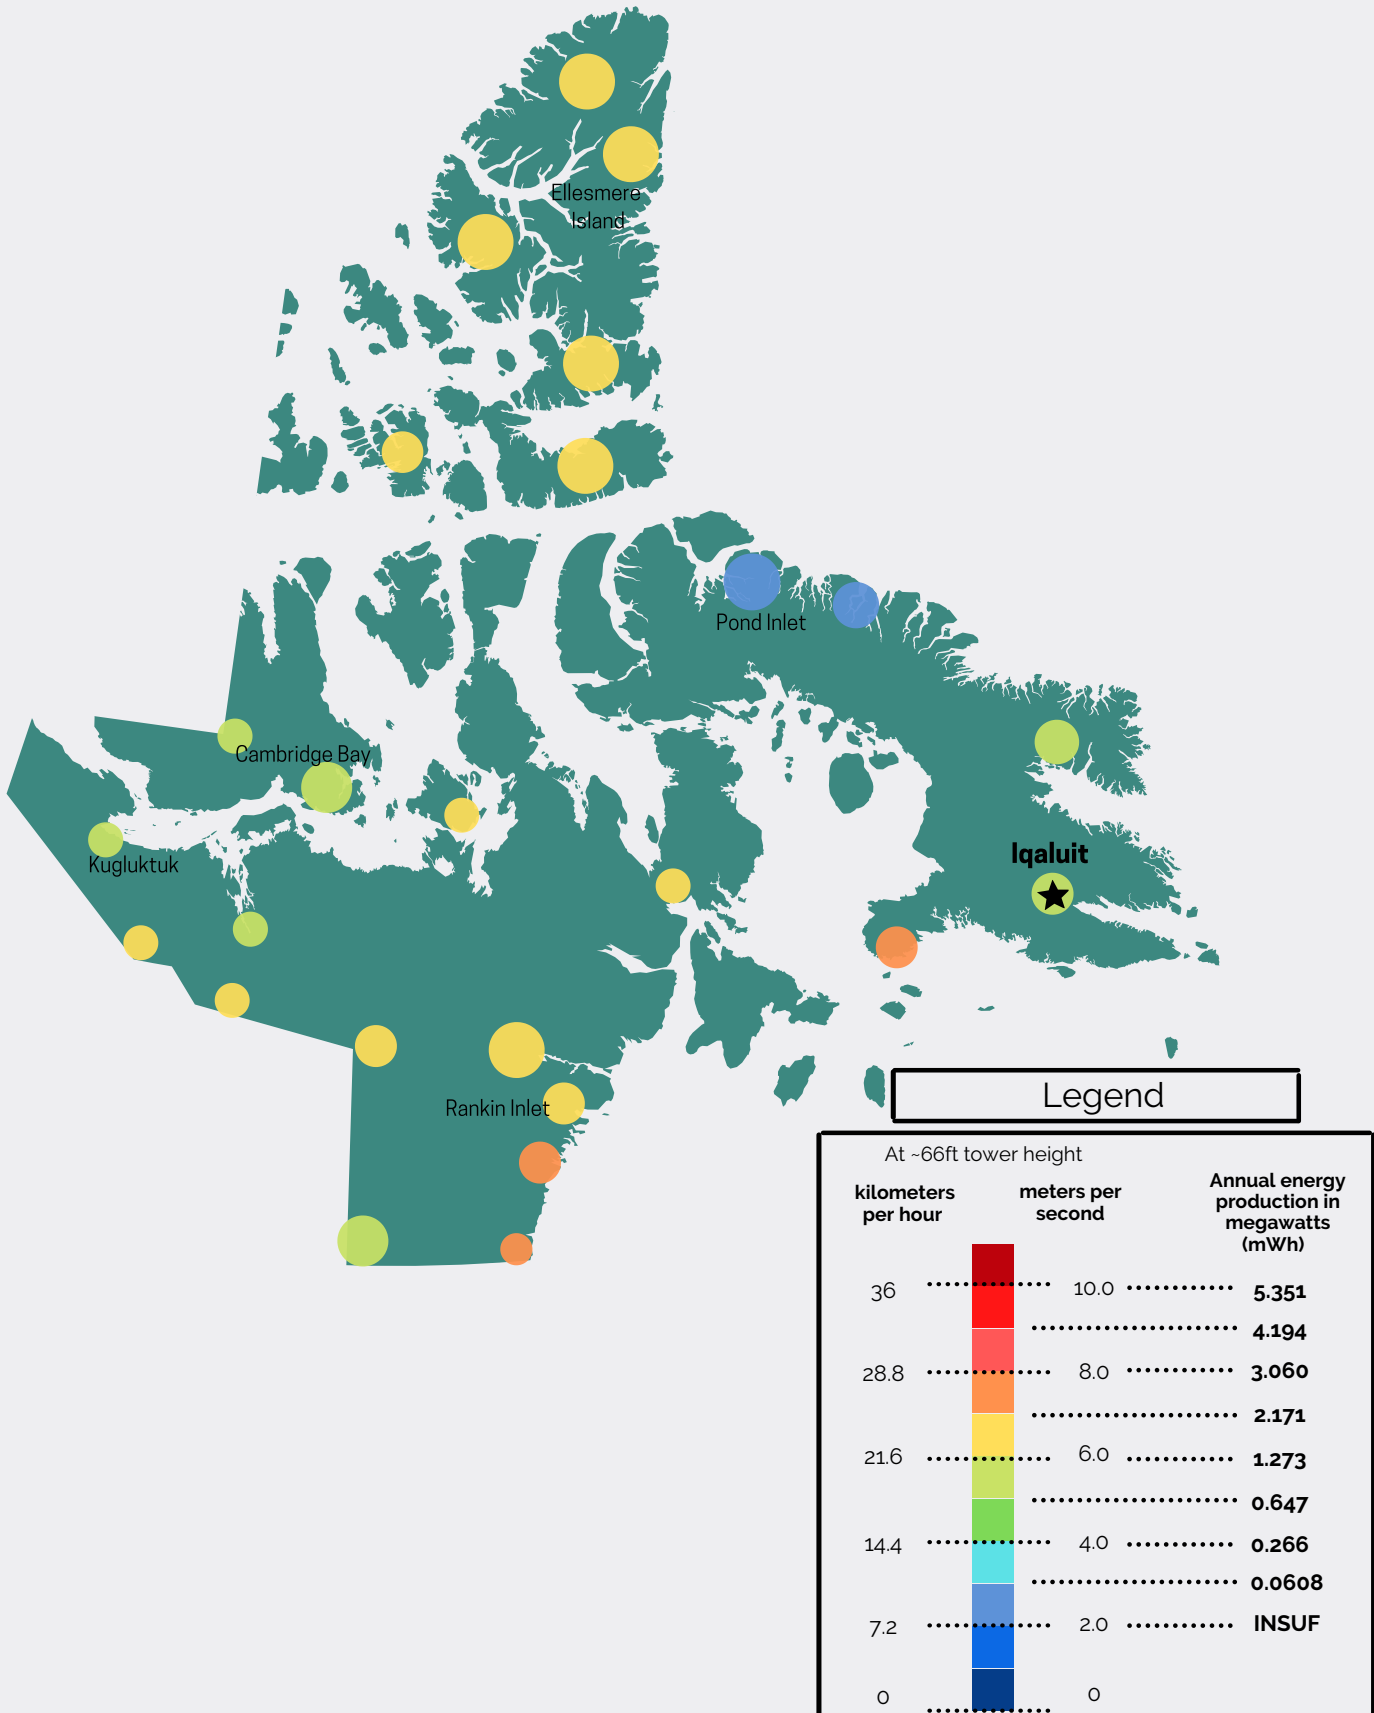 Ellesmere
Island
Pond Inlet
Cambridge Bay
Iqaluit
Kugluktuk
Rankin Inlet
Legend
At ~66ft tower height
kilometers
per hour
meters per
second
Annual energy
production in
megawatts
(mWh)
36 10.0 5.351
4.194
28.8 8.0 3.060
2.171
21.6 6.0 1.273
0.647
14.4 4.0 0.266
0.0608
7.2 2.0 INSUF
0 0